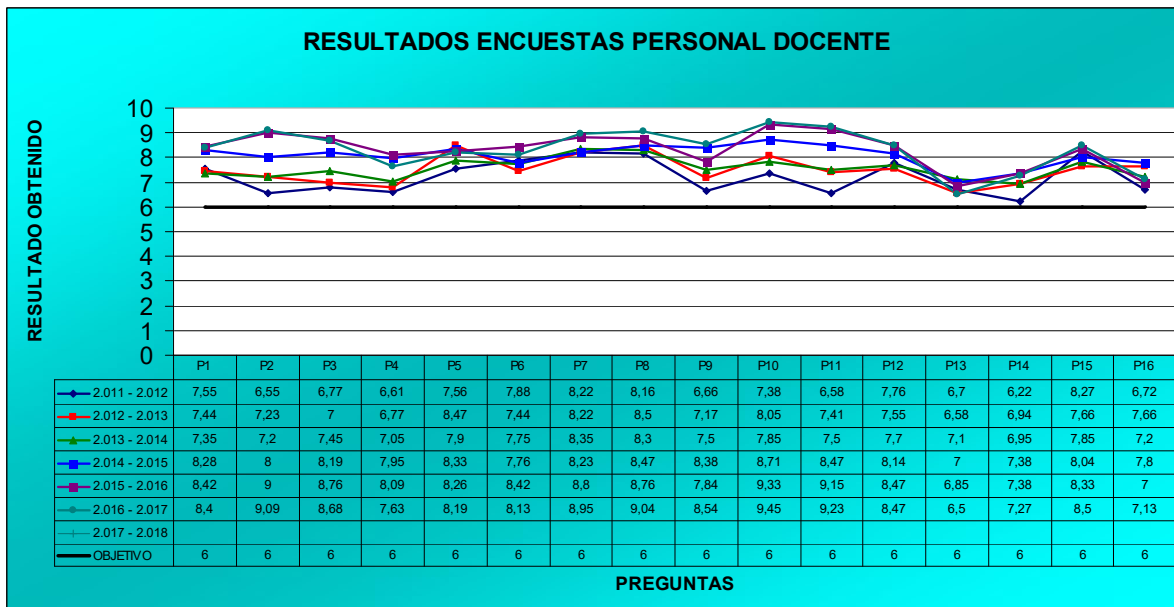 RESULTADOS ENCUESTAS PERSONAL DOCENTE
RESULTADO OBTENIDO
10
9
8
7
6
5
4
3
2
1
0
P1 P2 P3 P4 P5 P6 P7 P8 P9 P10 P11 P12 P13 P14 P15 P16
2.011 - 2.012 7,55 6,55 6,77 6,61 7,56 7,88 8,22 8,16 6,66 7,38 6,58 7,76 6,7 6,22 8,27 6,72
2.012 - 2.013 7,44 7,23 7 6,77 8,47 7,44 8,22 8,5 7,17 8,05 7,41 7,55 6,58 6,94 7,66 7,66
2.013 - 2.014 7,35 7,2 7,45 7,05 7,9 7,75 8,35 8,3 7,5 7,85 7,5 7,7 7,1 6,95 7,85 7,2
2.014 - 2.015 8,28 8 8,19 7,95 8,33 7,76 8,23 8,47 8,38 8,71 8,47 8,14 7 7,38 8,04 7,8
2.015 - 2.016 8,42 9 8,76 8,09 8,26 8,42 8,8 8,76 7,84 9,33 9,15 8,47 6,85 7,38 8,33 7
2.016 - 2.017 8,4 9,09 8,68 7,63 8,19 8,13 8,95 9,04 8,54 9,45 9,23 8,47 6,5 7,27 8,5 7,13
2.017 - 2.018
OBJETIVO 6 6 6 6 6 6 6 6 6 6 6 6 6 6 6 6
PREGUNTAS